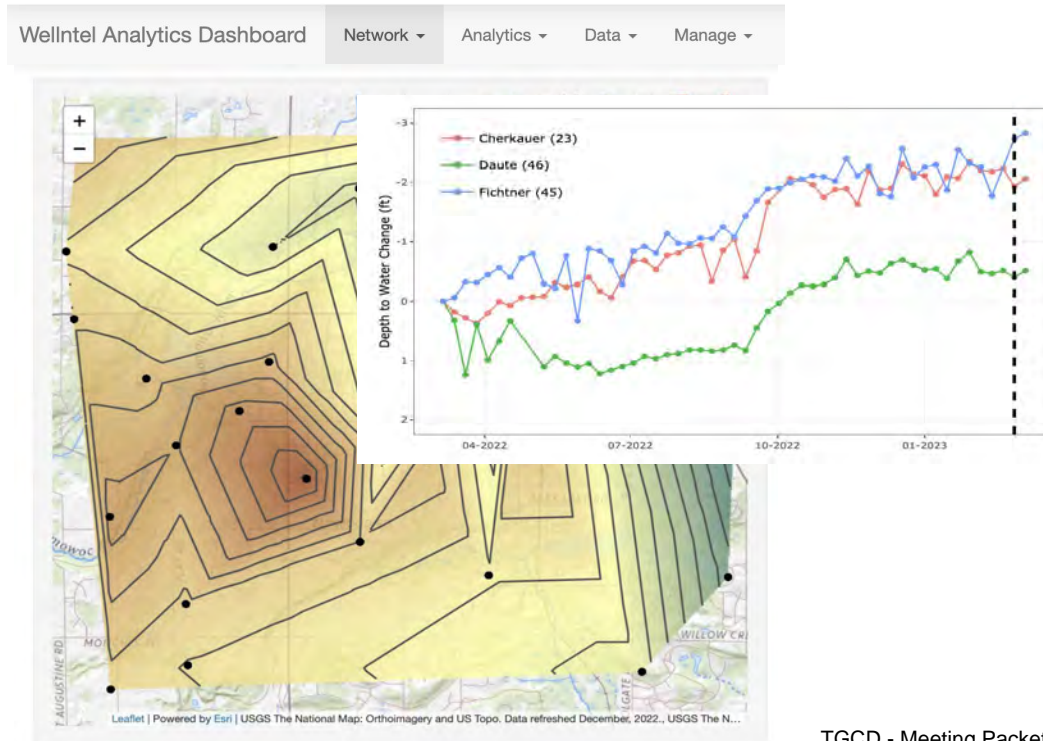 Wellntel Analytics Dashboard Network Analytics Data Manage
+
−
-3
-2
-1
0
1
2
Depth to Water Change (ft)
Cherkauer (23)
Daute (46)
Fichtner (45)
04-2022 07-2022 10-2022 01-2023
WILLOW
T AUGUSTINE RD
Leaflet | Powered by Esri | USGS The National Map: Orthoimagery and US Topo. Data refreshed December, 2022., USGS The N...
TGCD - Meeting Packet